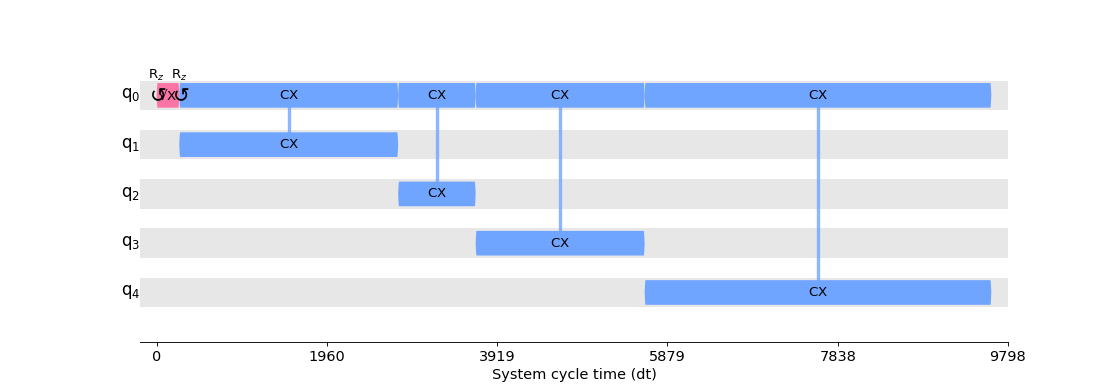 R_z R_z
q_0 ↺ √x ↺ CX CX CX CX
q_1 CX
q_2 CX
q_3 CX
q_4 CX
0 1960 3919 5879 7838 9798
System cycle time (dt)